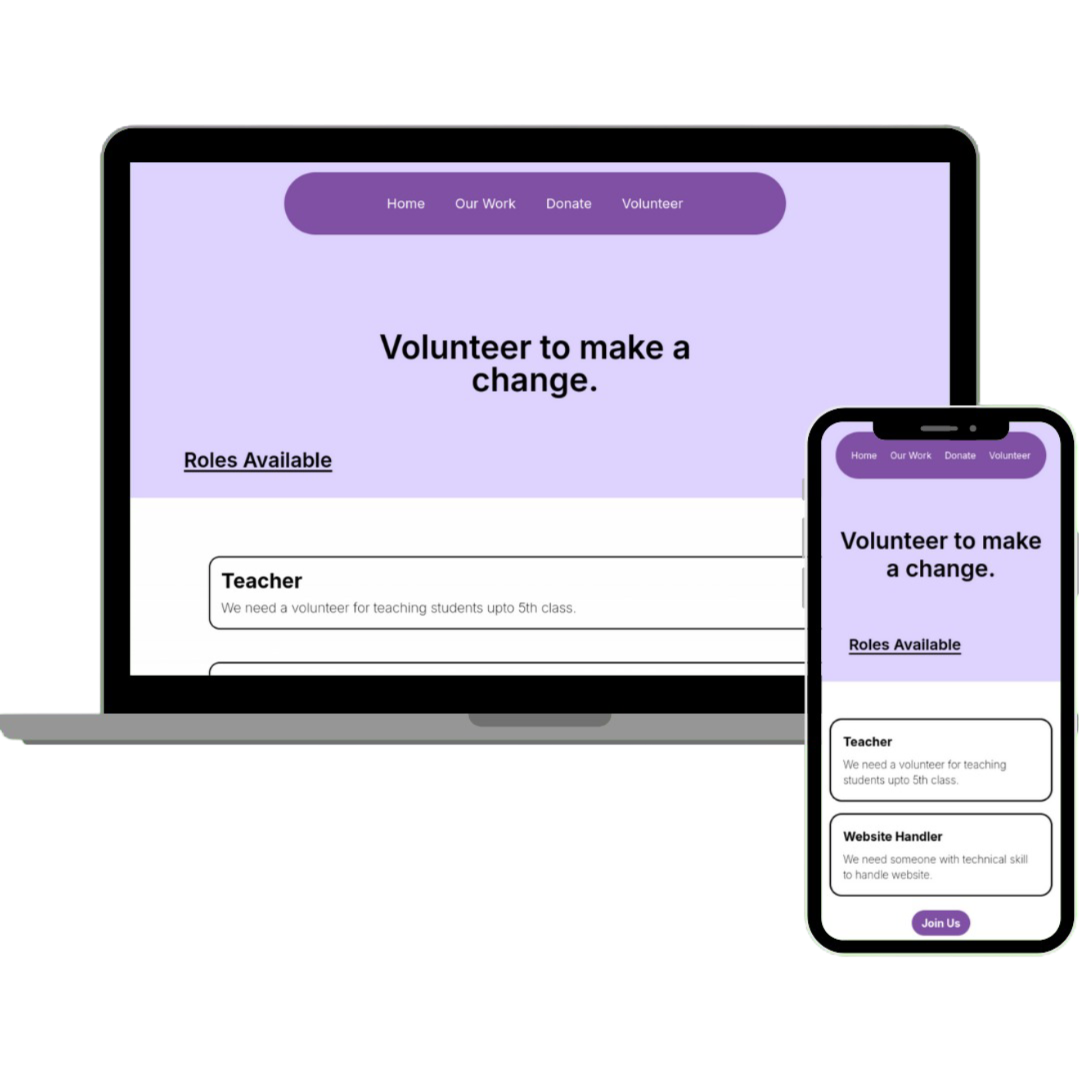 Home Our Work Donate Volunteer
Volunteer to make a
change.
Roles Available
Teacher
We need a volunteer for teaching students upto 5th class.
Home Our Work Donate Volunteer
Volunteer to make
a change.
Roles Available
Teacher
We need a volunteer for teaching
students upto 5th class.
Website Handler
We need someone with technical skill
to handle website.
Join Us